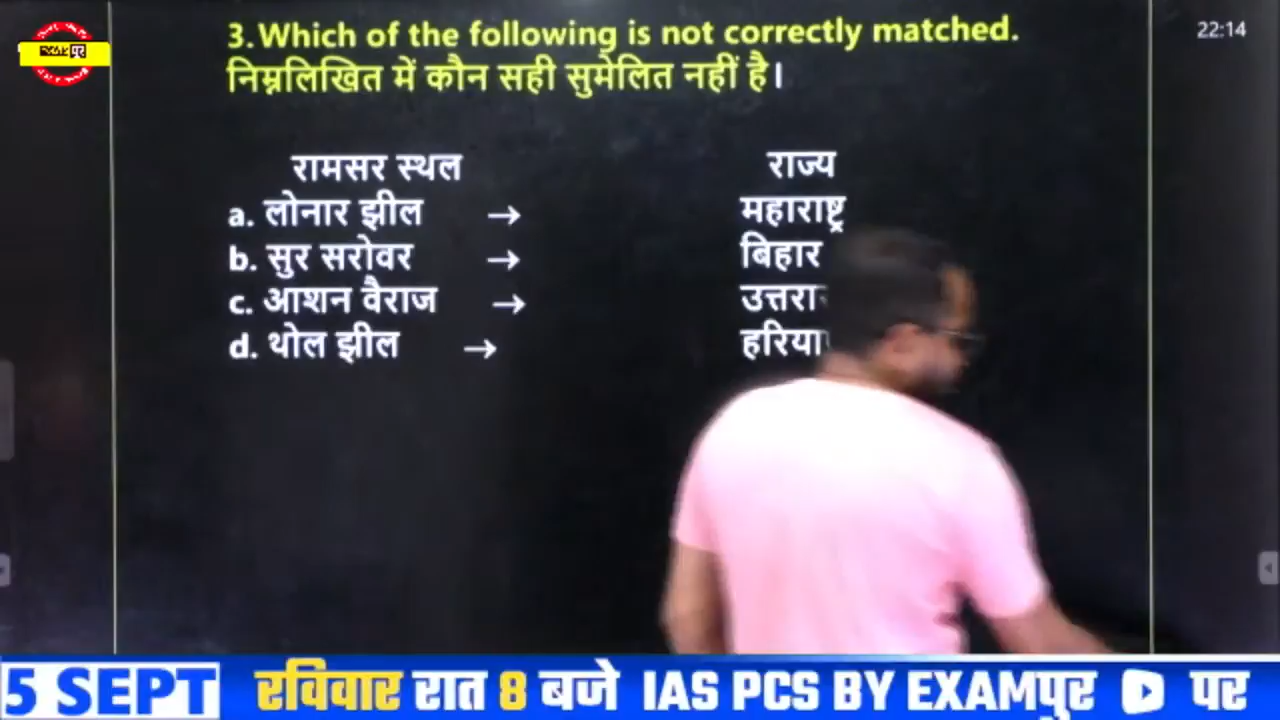 EXAMपुर
22:14
3. Which of the following is not correctly matched.
निम्नलिखित में कौन सही सुमेलित नहीं है।
रामसर स्थल राज्य
a. लोनार झील → महाराष्ट्र
b. सुर सरोवर → बिहार
c. आशन वैराज →
d. थोल झील →
5 SEPT रविवार रात 8 बजे IAS PCS BY EXAMपुर पर